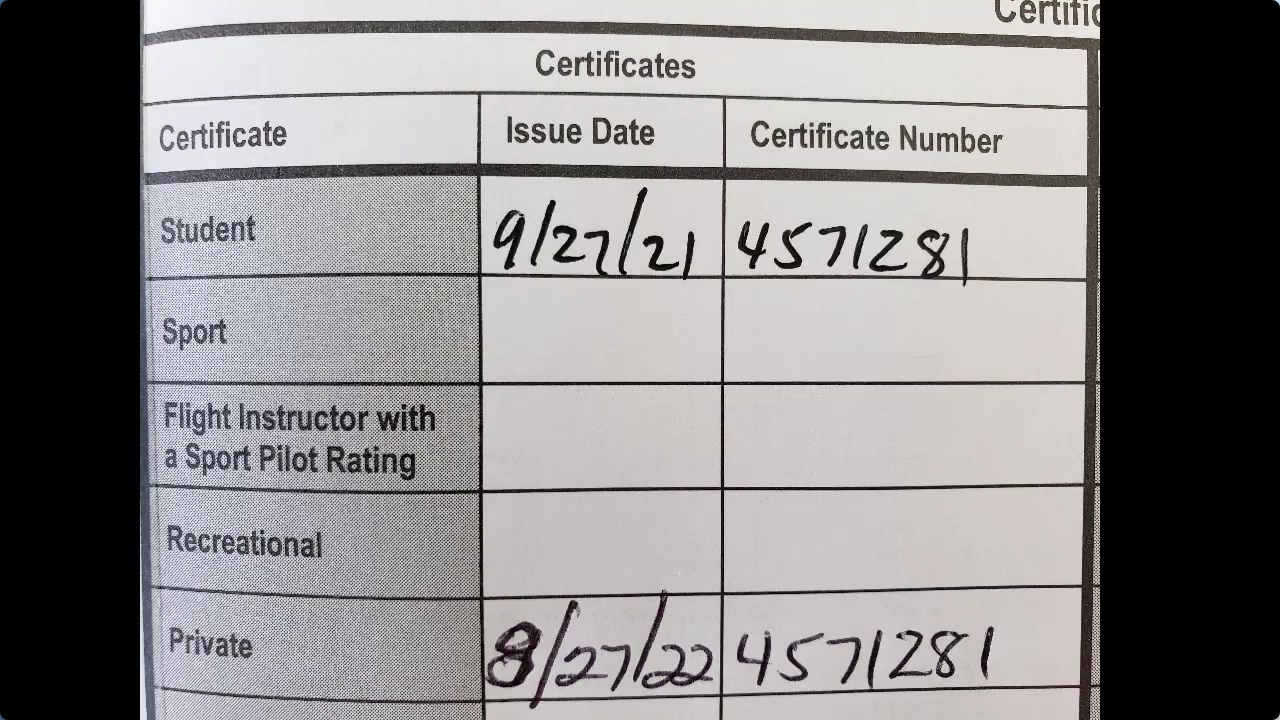 Certific
Certificates
Certificate Issue Date Certificate Number
Student 9/27/21 4571281
Sport
Flight Instructor with
a Sport Pilot Rating
Recreational
Private 8/27/22 4571281